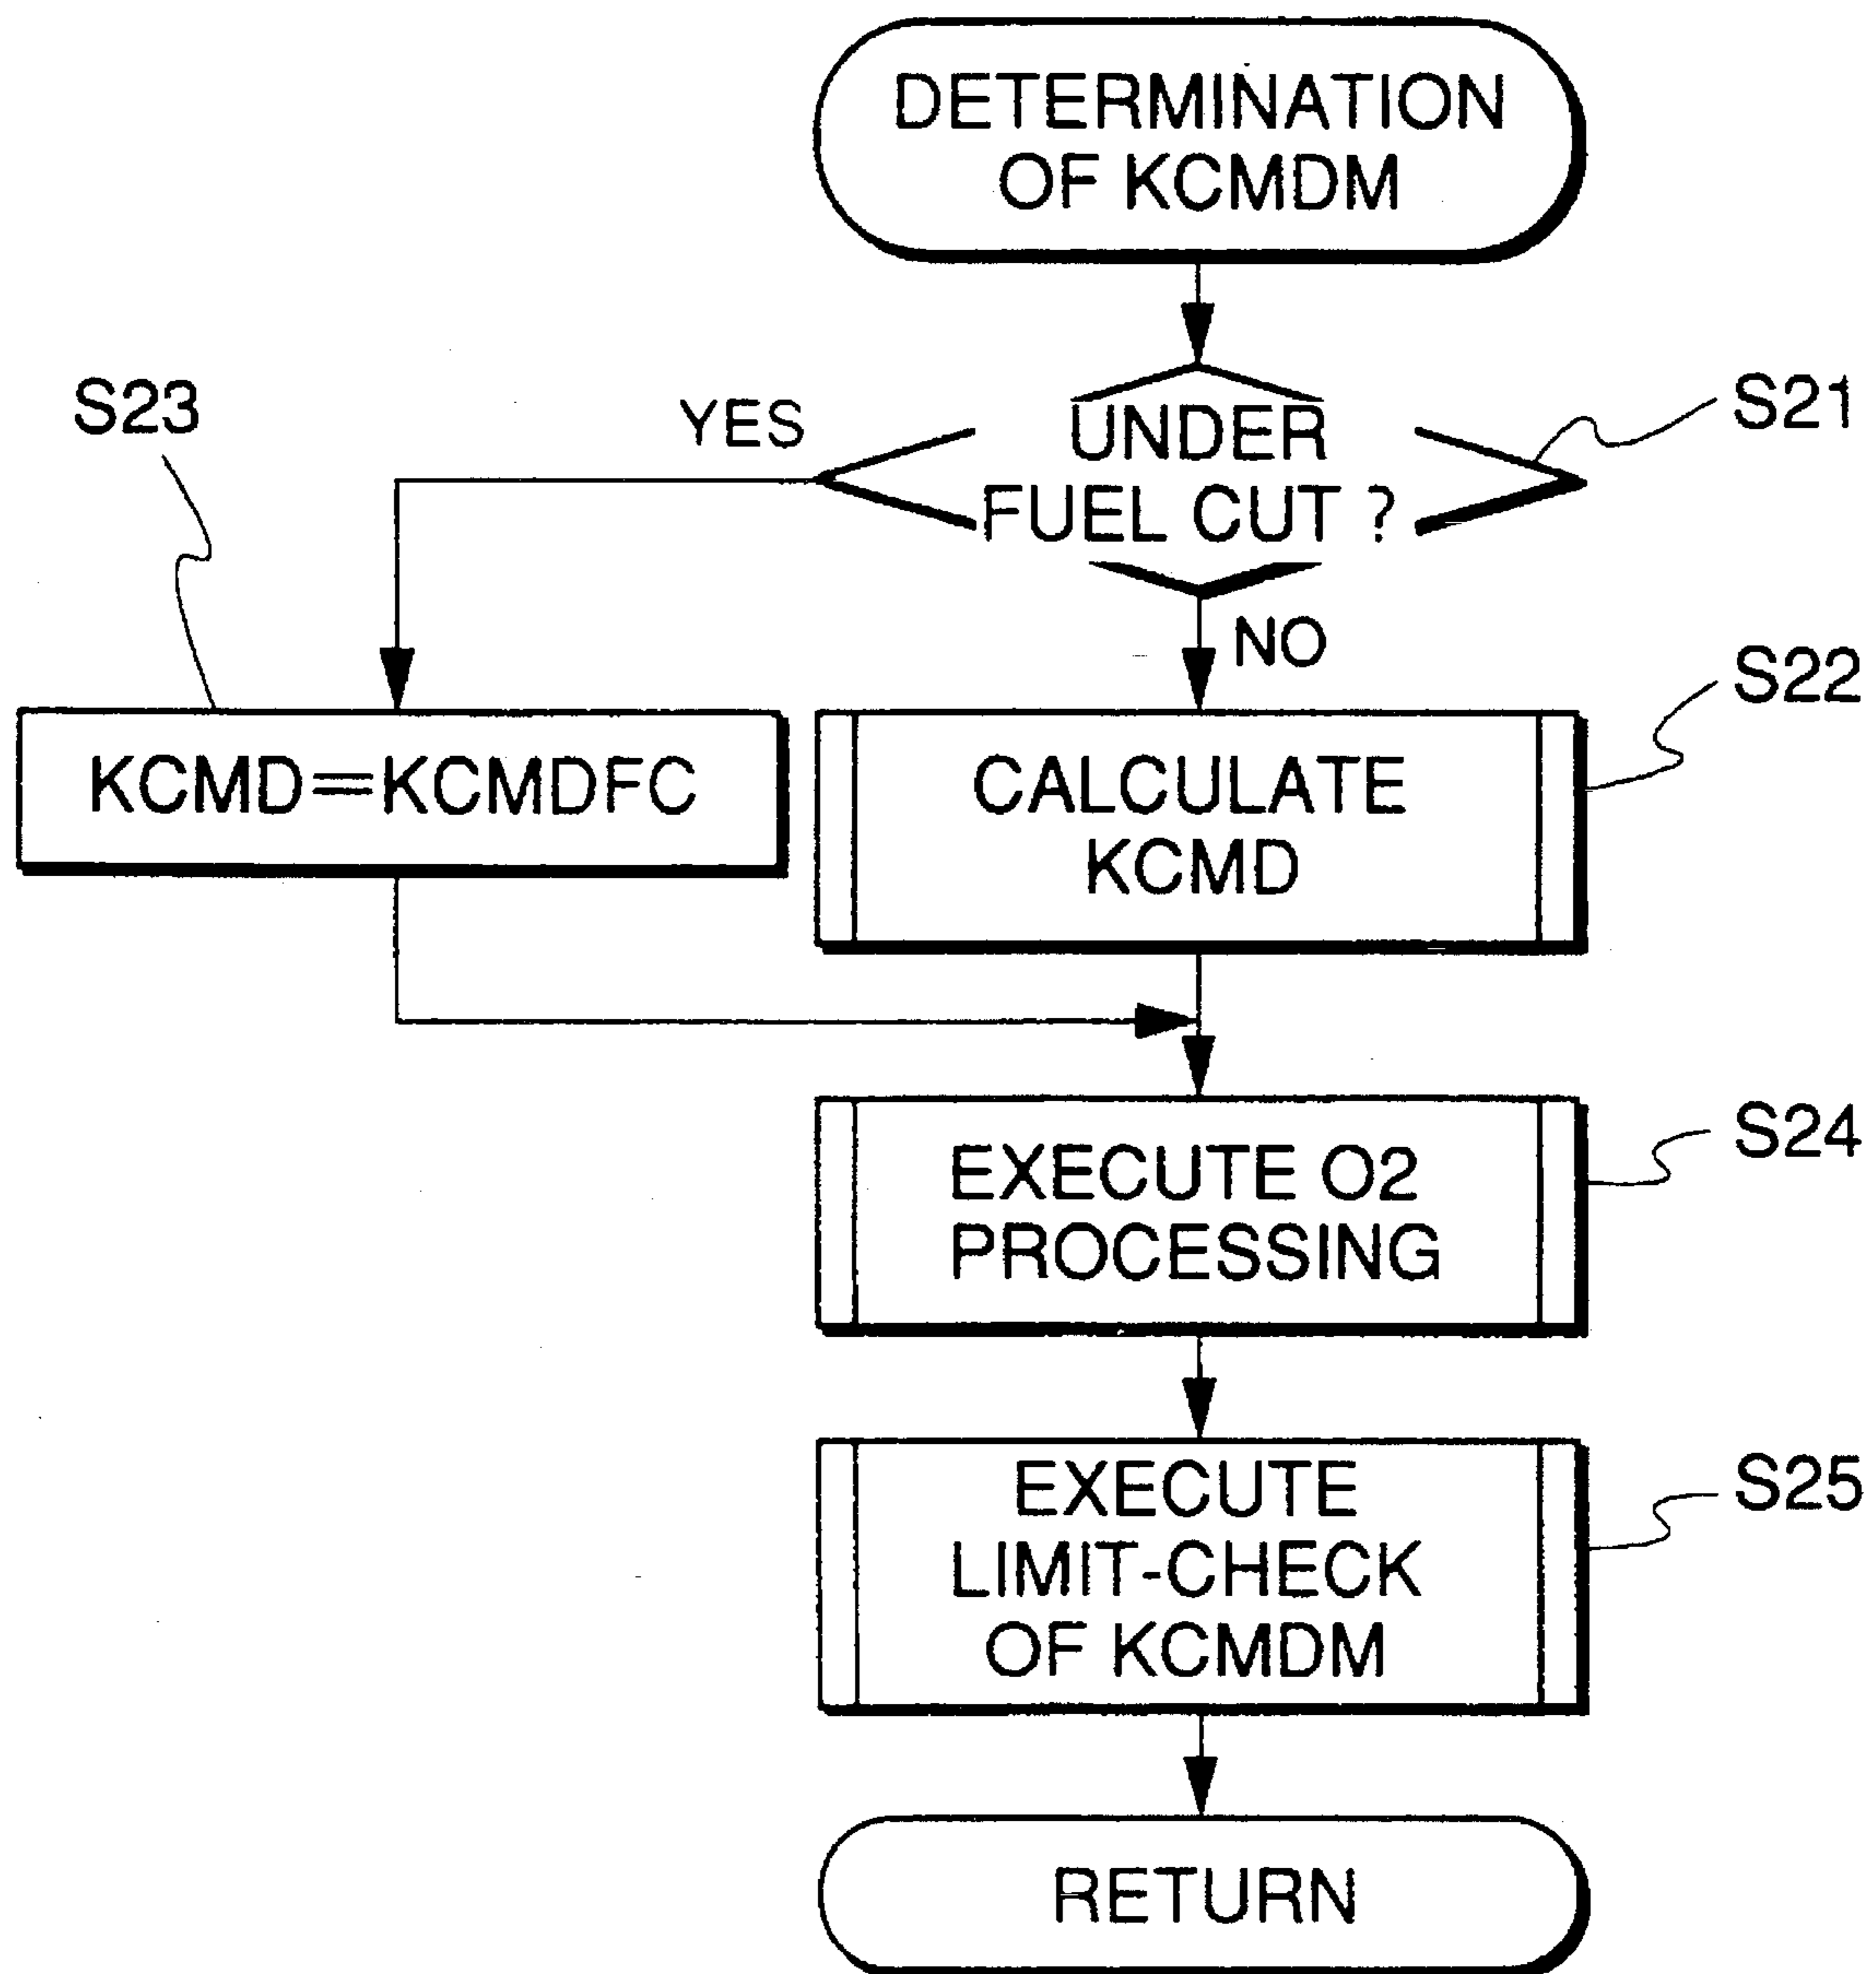 DETERMINATION
OF KCMDM
S23
YES
UNDER
FUEL CUT ?
S21
NO
S22
KCMD=KCMDFC
CALCULATE
KCMD
EXECUTE O2
PROCESSING
S24
EXECUTE
LIMIT-CHECK
OF KCMDM
S25
RETURN